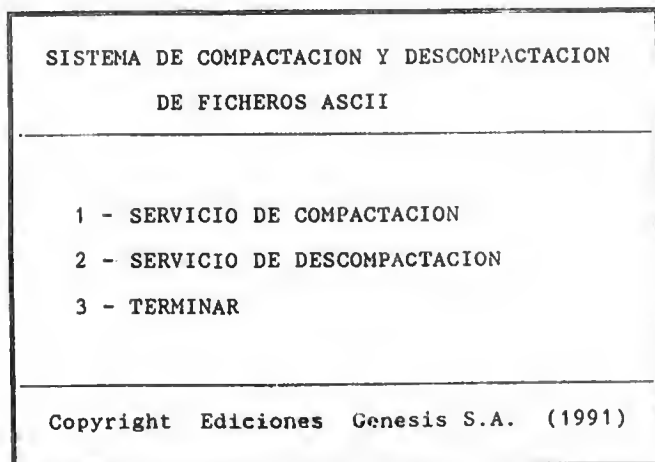 SISTEMA DE COMPACTACION Y DESCOMPACTACION
DE FICHEROS ASCII
1 - SERVICIO DE COMPACTACION
2 - SERVICIO DE DESCOMPACTACION
3 - TERMINAR
Copyright Ediciones Genesis S.A. (1991)